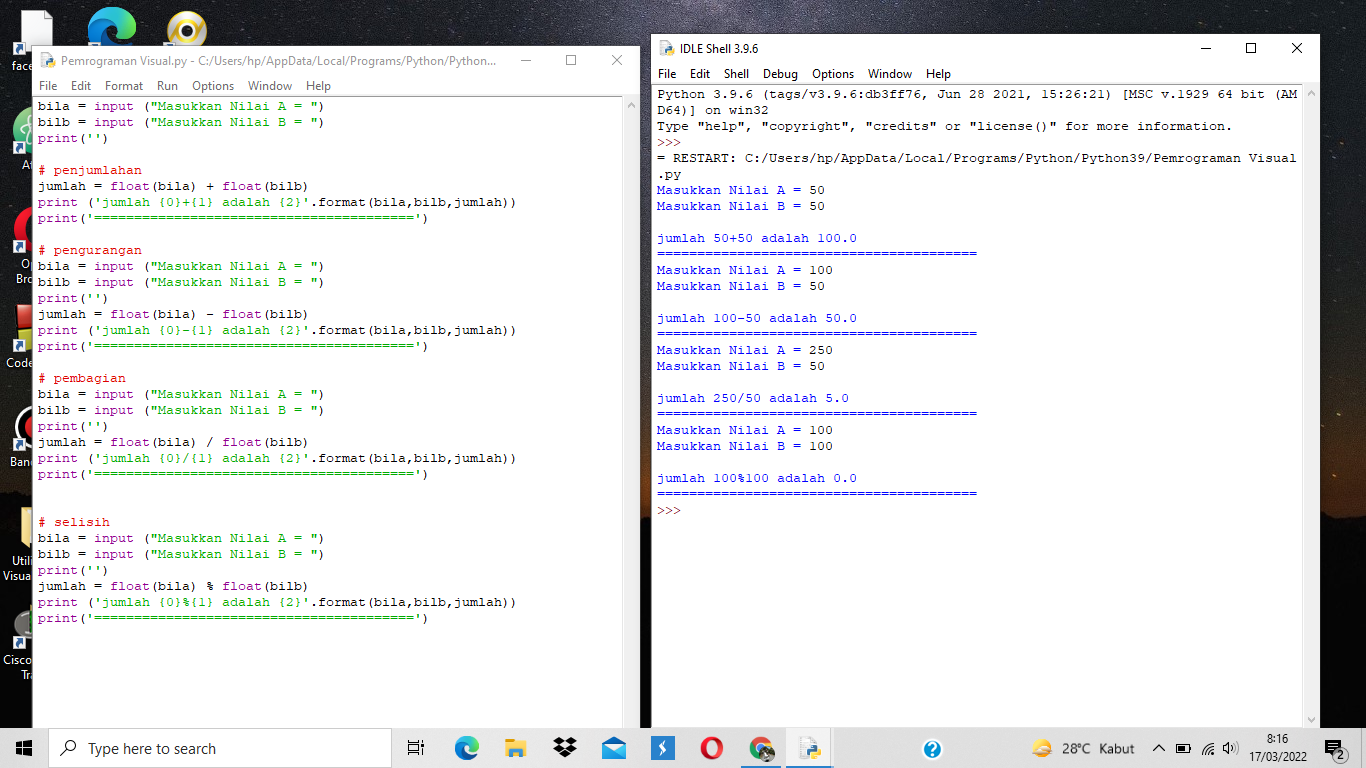 face
Pemrograman Visual.py - C:/Users/hp/AppData/Local/Programs/Python/Python...
File Edit Format Run Options Window Help
bila = input ("Masukkan Nilai A = ")
bilb = input ("Masukkan Nilai B = ")
print('')
# penjumlahan
jumlah = float(bila) + float(bilb)
print ('jumlah {0}+{1} adalah {2}'.format(bila,bilb,jumlah))
print('========================================')
# pengurangan
bila = input ("Masukkan Nilai A = ")
bilb = input ("Masukkan Nilai B = ")
print('')
jumlah = float(bila) - float(bilb)
print ('jumlah {0}-{1} adalah {2}'.format(bila,bilb,jumlah))
print('========================================')
# pembagian
bila = input ("Masukkan Nilai A = ")
bilb = input ("Masukkan Nilai B = ")
print('')
jumlah = float(bila) / float(bilb)
print ('jumlah {0}/{1} adalah {2}'.format(bila,bilb,jumlah))
print('========================================')
# selisih
bila = input ("Masukkan Nilai A = ")
bilb = input ("Masukkan Nilai B = ")
print('')
jumlah = float(bila) % float(bilb)
print ('jumlah {0}%{1} adalah {2}'.format(bila,bilb,jumlah))
print('========================================')
IDLE Shell 3.9.6
File Edit Shell Debug Options Window Help
Python 3.9.6 (tags/v3.9.6:db3ff76, Jun 28 2021, 15:26:21) [MSC v.1929 64 bit (AM
D64)] on win32
Type "help", "copyright", "credits" or "license()" for more information.
>>>
= RESTART: C:/Users/hp/AppData/Local/Programs/Python/Python39/Pemrograman Visual
.py
Masukkan Nilai A = 50
Masukkan Nilai B = 50
jumlah 50+50 adalah 100.0
========================================
Masukkan Nilai A = 100
Masukkan Nilai B = 50
jumlah 100-50 adalah 50.0
========================================
Masukkan Nilai A = 250
Masukkan Nilai B = 50
jumlah 250/50 adalah 5.0
========================================
Masukkan Nilai A = 100
Masukkan Nilai B = 100
jumlah 100%100 adalah 0.0
========================================
>>>
Op
Bro
Code
Ban
Utili
Visua
Cisco
Tra
Type here to search
28°C Kabut
8:16
17/03/2022
2